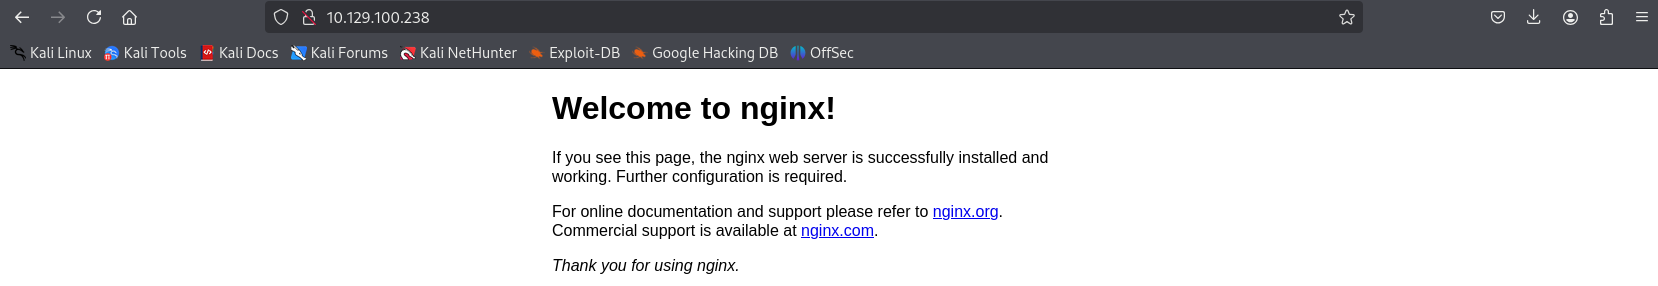 10.129.100.238
Kali Linux Kali Tools Kali Docs Kali Forums Kali NetHunter Exploit-DB Google Hacking DB OffSec
Welcome to nginx!
If you see this page, the nginx web server is successfully installed and
working. Further configuration is required.
For online documentation and support please refer to nginx.org.
Commercial support is available at nginx.com.
Thank you for using nginx.